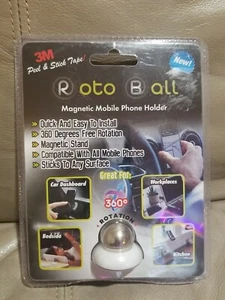 3M
Peel & Stick Tape!
New!
Roto Ball
Magnetic Mobile Phone Holder
» Quick And Easy To Install
» 360 Degrees Free Rotation
» Magnetic Stand
» Compatible With All Mobile Phones
» Sticks To Any Surface
Great For:
Car Dashboard
Workplaces
360º
ROTATION
Bedside
Kitchen